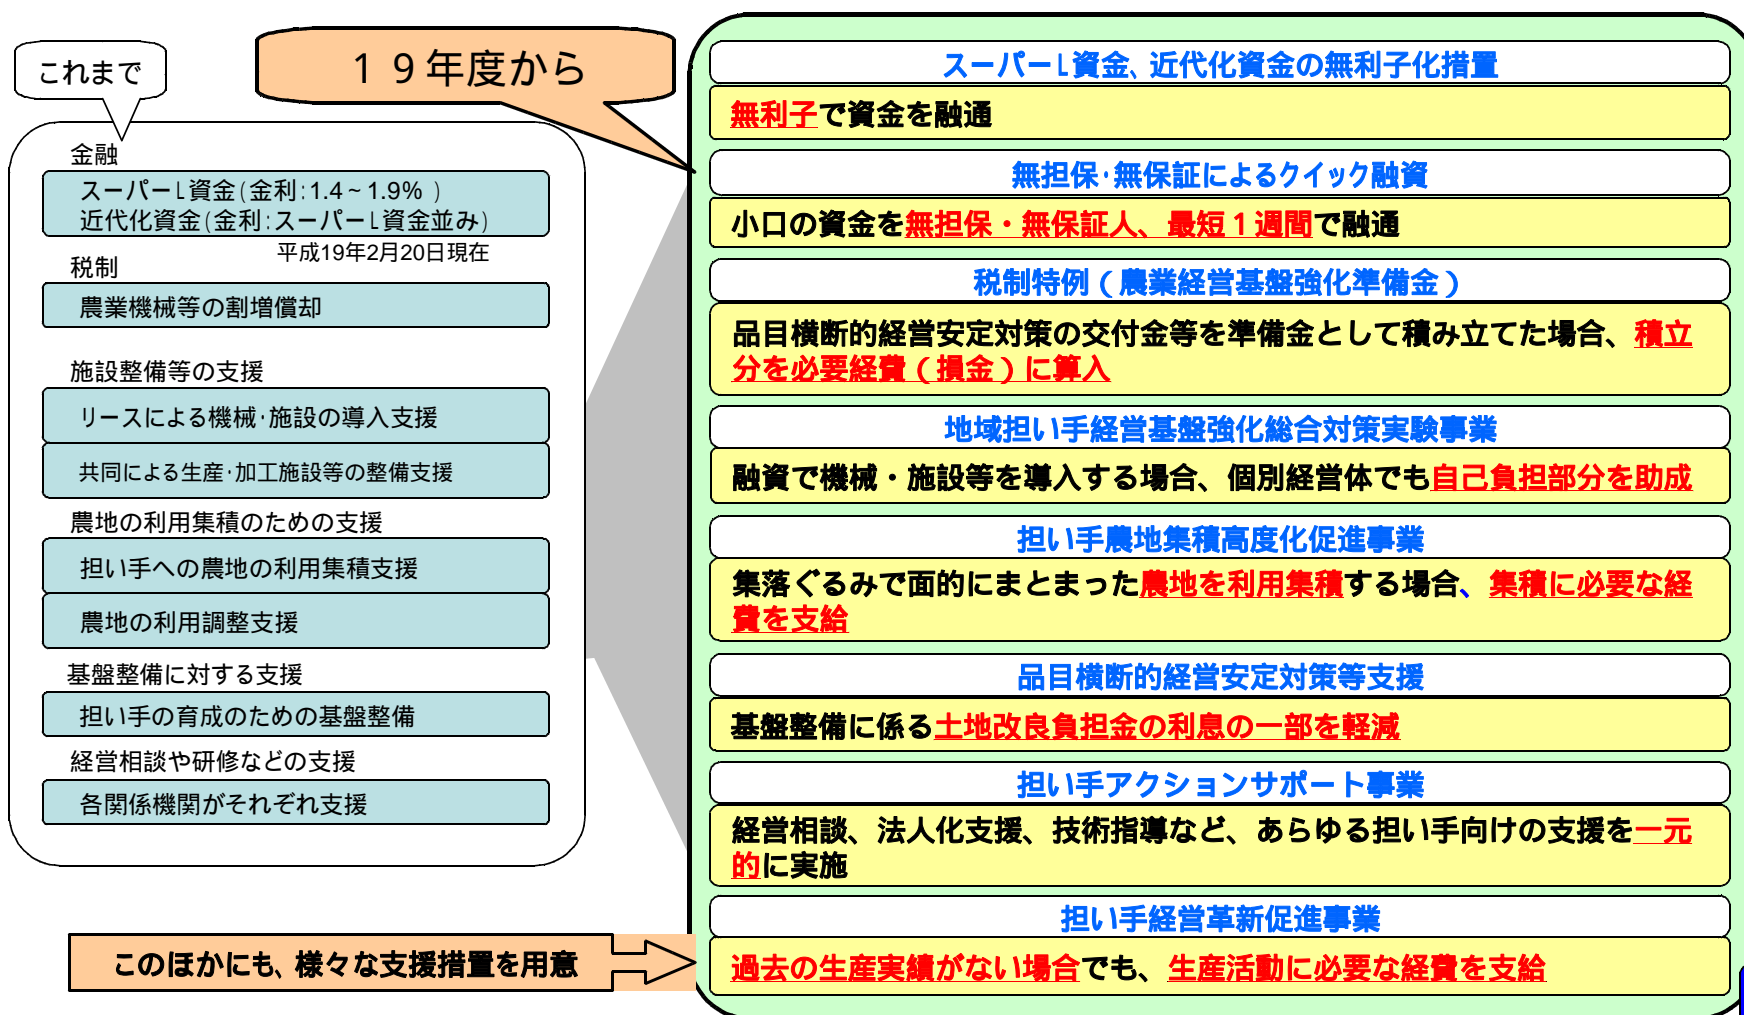 これまで
金融
スーパーL資金(金利:1.4~1.9% )
近代化資金(金利:スーパーL資金並み)
平成19年2月20日現在
税制
農業機械等の割増償却
施設整備等の支援
リースによる機械･施設の導入支援
共同による生産･加工施設等の整備支援
農地の利用集積のための支援
担い手への農地の利用集積支援
農地の利用調整支援
基盤整備に対する支援
担い手の育成のための基盤整備
経営相談や研修などの支援
各関係機関がそれぞれ支援
このほかにも、様々な支援措置を用意
19年度から
スーパーL資金、近代化資金の無利子化措置
無利子で資金を融通
無担保･無保証によるクイック融資
小口の資金を無担保・無保証人、最短1週間で融通
税制特例(農業経営基盤強化準備金)
品目横断的経営安定対策の交付金等を準備金として積み立てた場合、積立
分を必要経費(損金)に算入
地域担い手経営基盤強化総合対策実験事業
融資で機械・施設等を導入する場合、個別経営体でも自己負担部分を助成
担い手農地集積高度化促進事業
集落ぐるみで面的にまとまった農地を利用集積する場合、集積に必要な経
費を支給
品目横断的経営安定対策等支援
基盤整備に係る土地改良負担金の利息の一部を軽減
担い手アクションサポート事業
経営相談、法人化支援、技術指導など、あらゆる担い手向けの支援を一元
的に実施
担い手経営革新促進事業
過去の生産実績がない場合でも、生産活動に必要な経費を支給